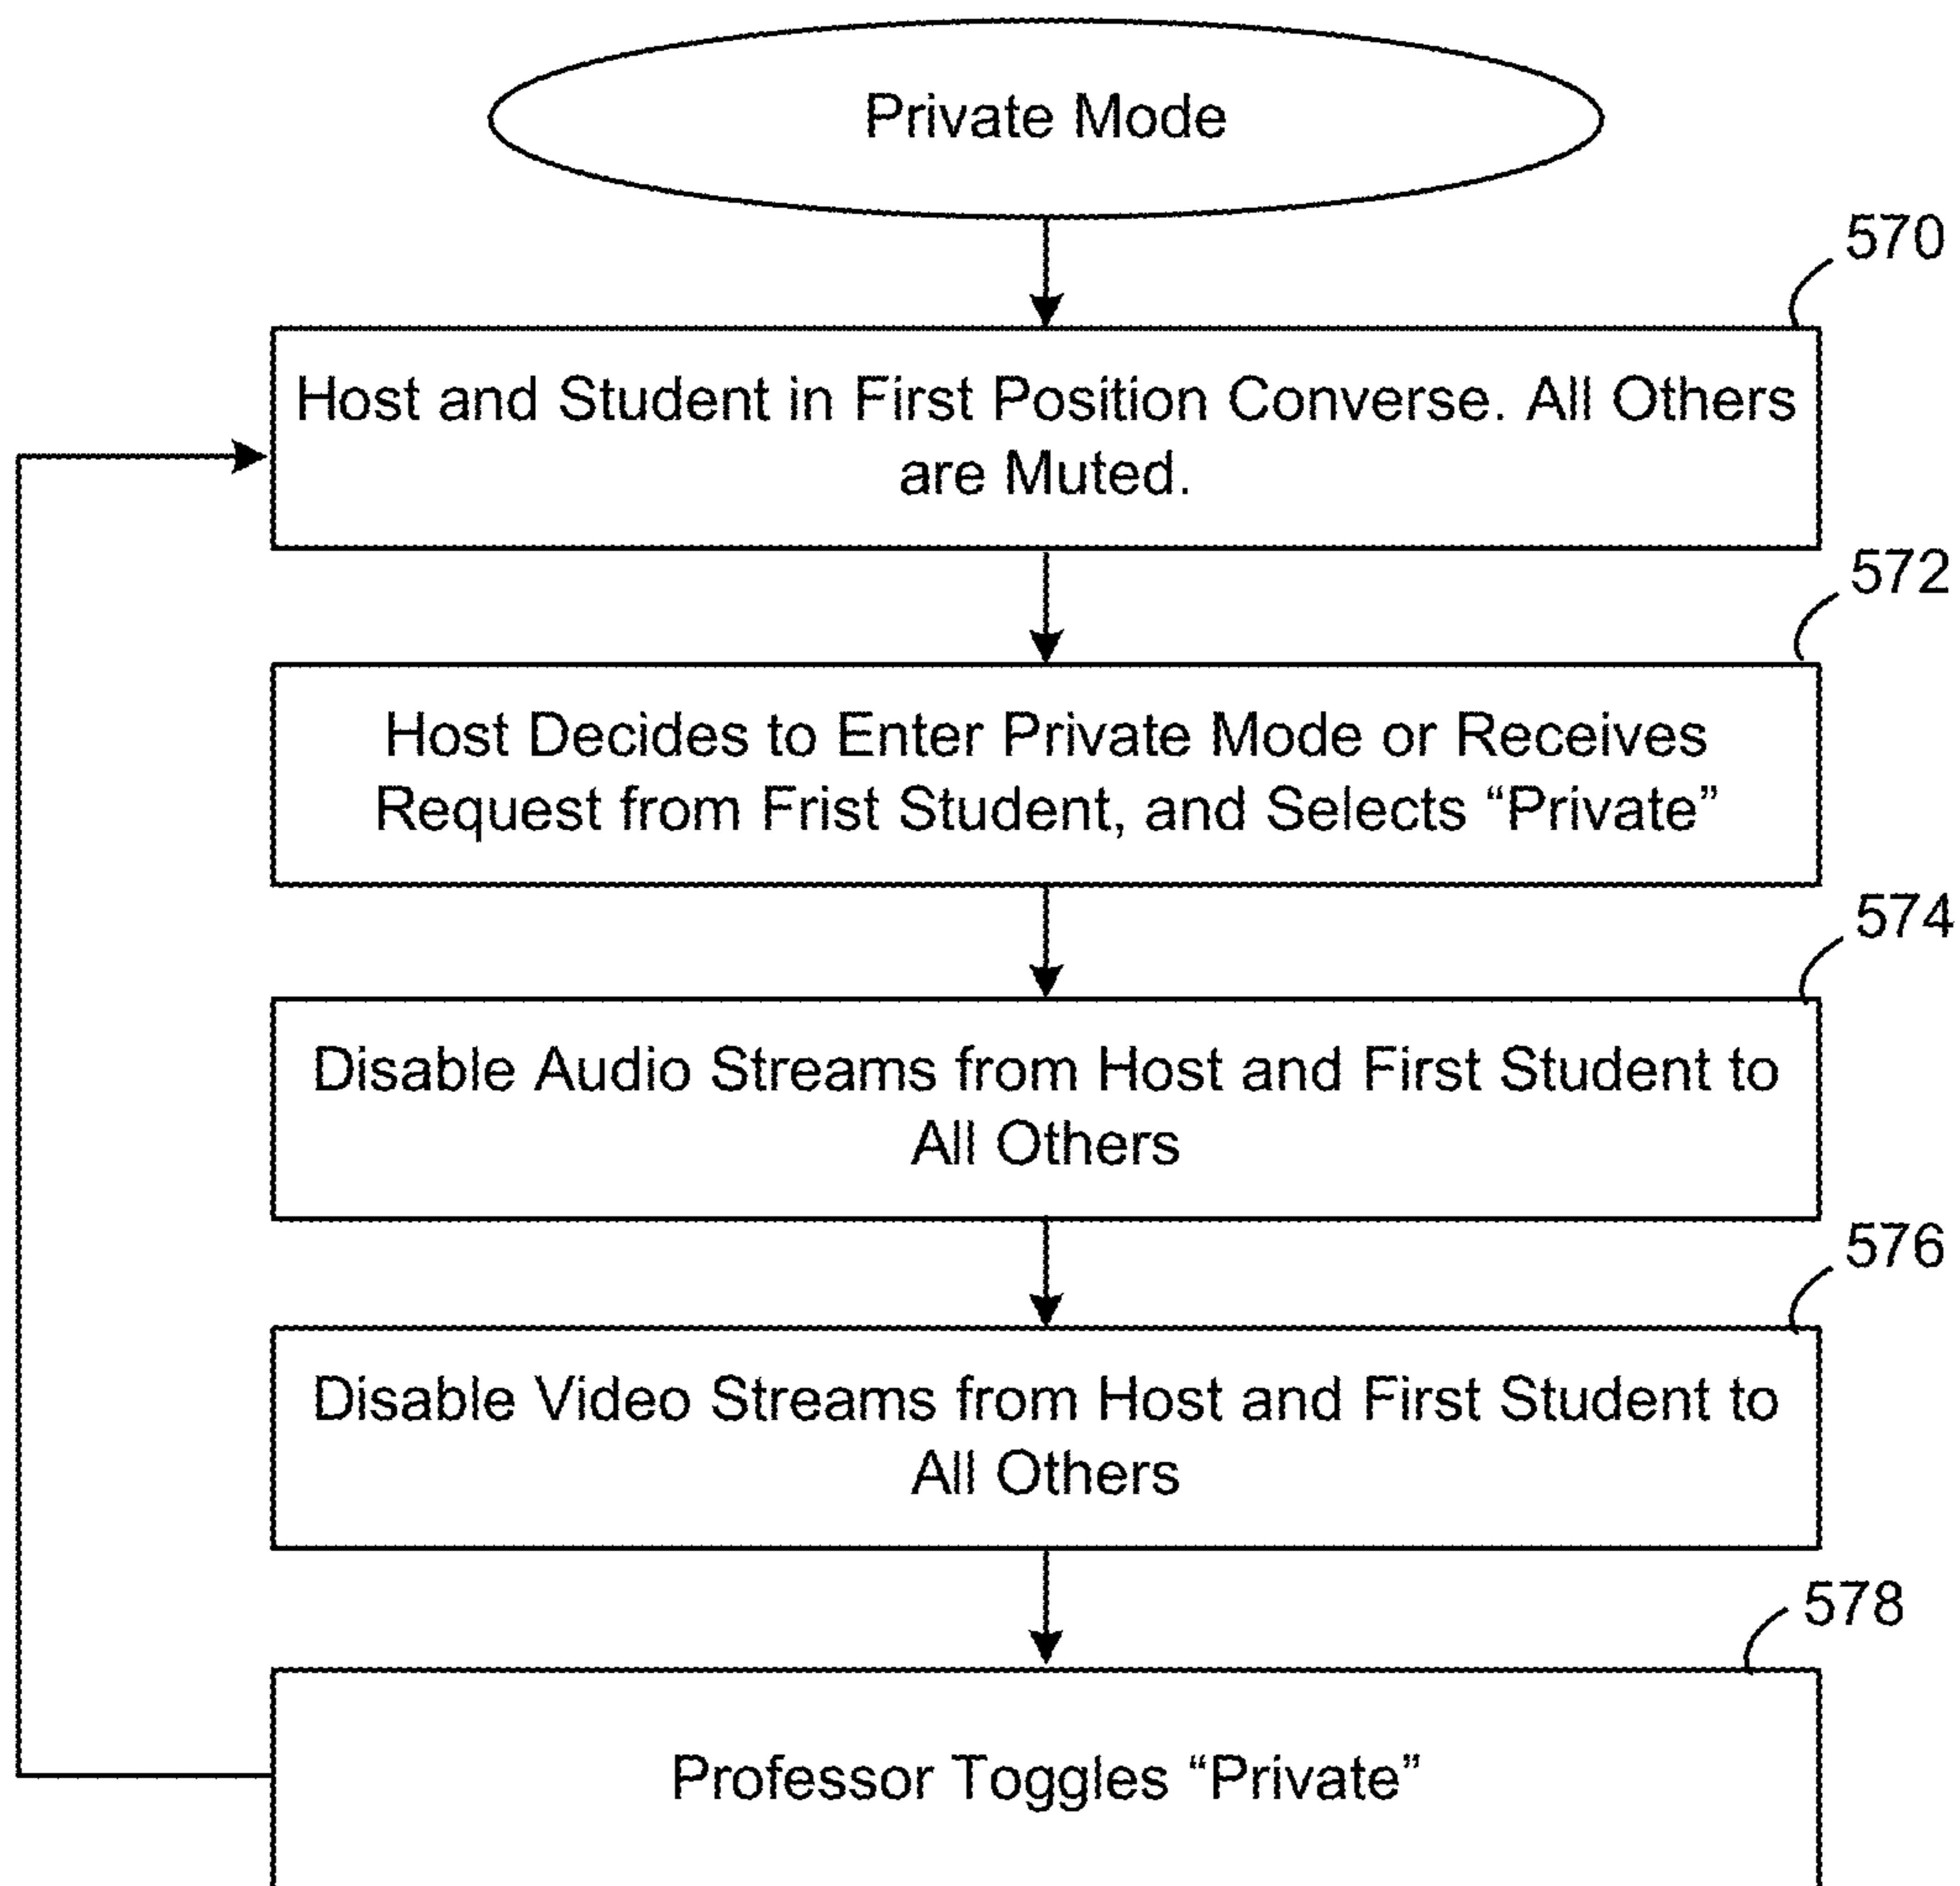 Private Mode
570
Host and Student in First Position Converse. All Others
are Muted.
572
Host Decides to Enter Private Mode or Receives
Request from Frist Student, and Selects “Private”
574
Disable Audio Streams from Host and First Student to
All Others
576
Disable Video Streams from Host and First Student to
All Others
578
Professor Toggles “Private”